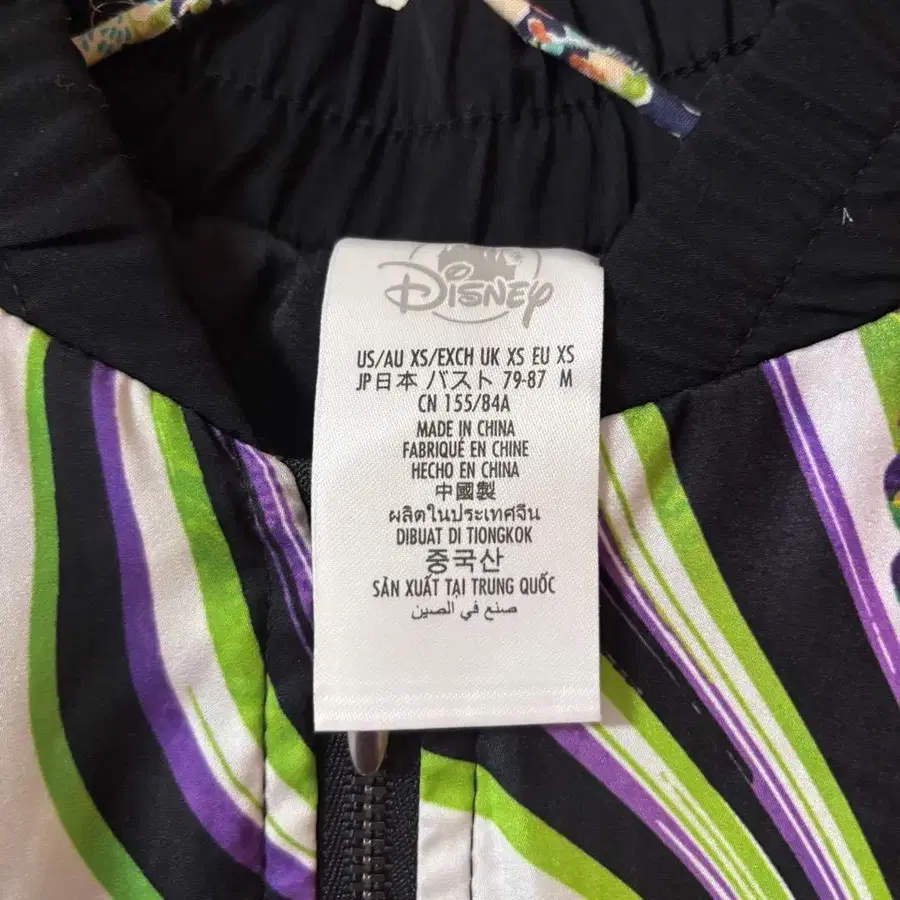 Disney
US/AU XS/EXCH UK XS EU XS
JP日本 バスト 79-87 M
CN 155/84A
MADE IN CHINA
FABRIQUÉ EN CHINE
HECHO EN CHINA
中國製
ผลิตในประเทศจีน
DIBUAT DI TIONGKOK
중국산
SẢN XUẤT TẠI TRUNG QUỐC
صنع في الصين